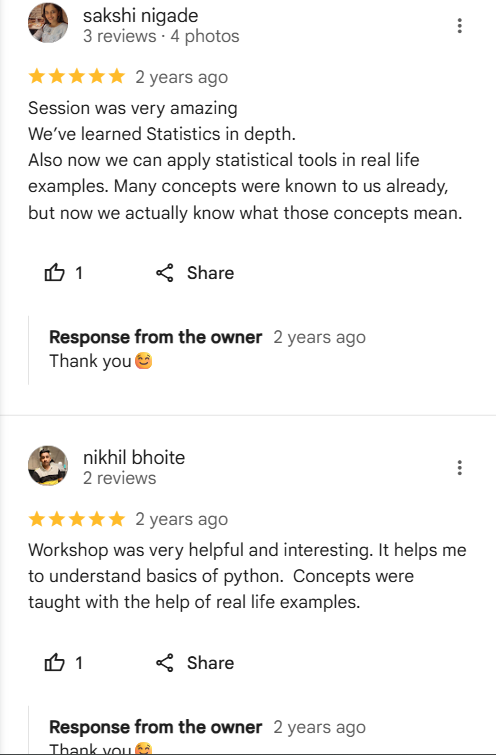 sakshi nigade
3 reviews · 4 photos
2 years ago
Session was very amazing
We’ve learned Statistics in depth.
Also now we can apply statistical tools in real life
examples. Many concepts were known to us already,
but now we actually know what those concepts mean.
1 Share
Response from the owner 2 years ago
Thank you😊
nikhil bhoite
2 reviews
2 years ago
Workshop was very helpful and interesting. It helps me
to understand basics of python.  Concepts were
taught with the help of real life examples.
1 Share
Response from the owner 2 years ago
Thank you😊